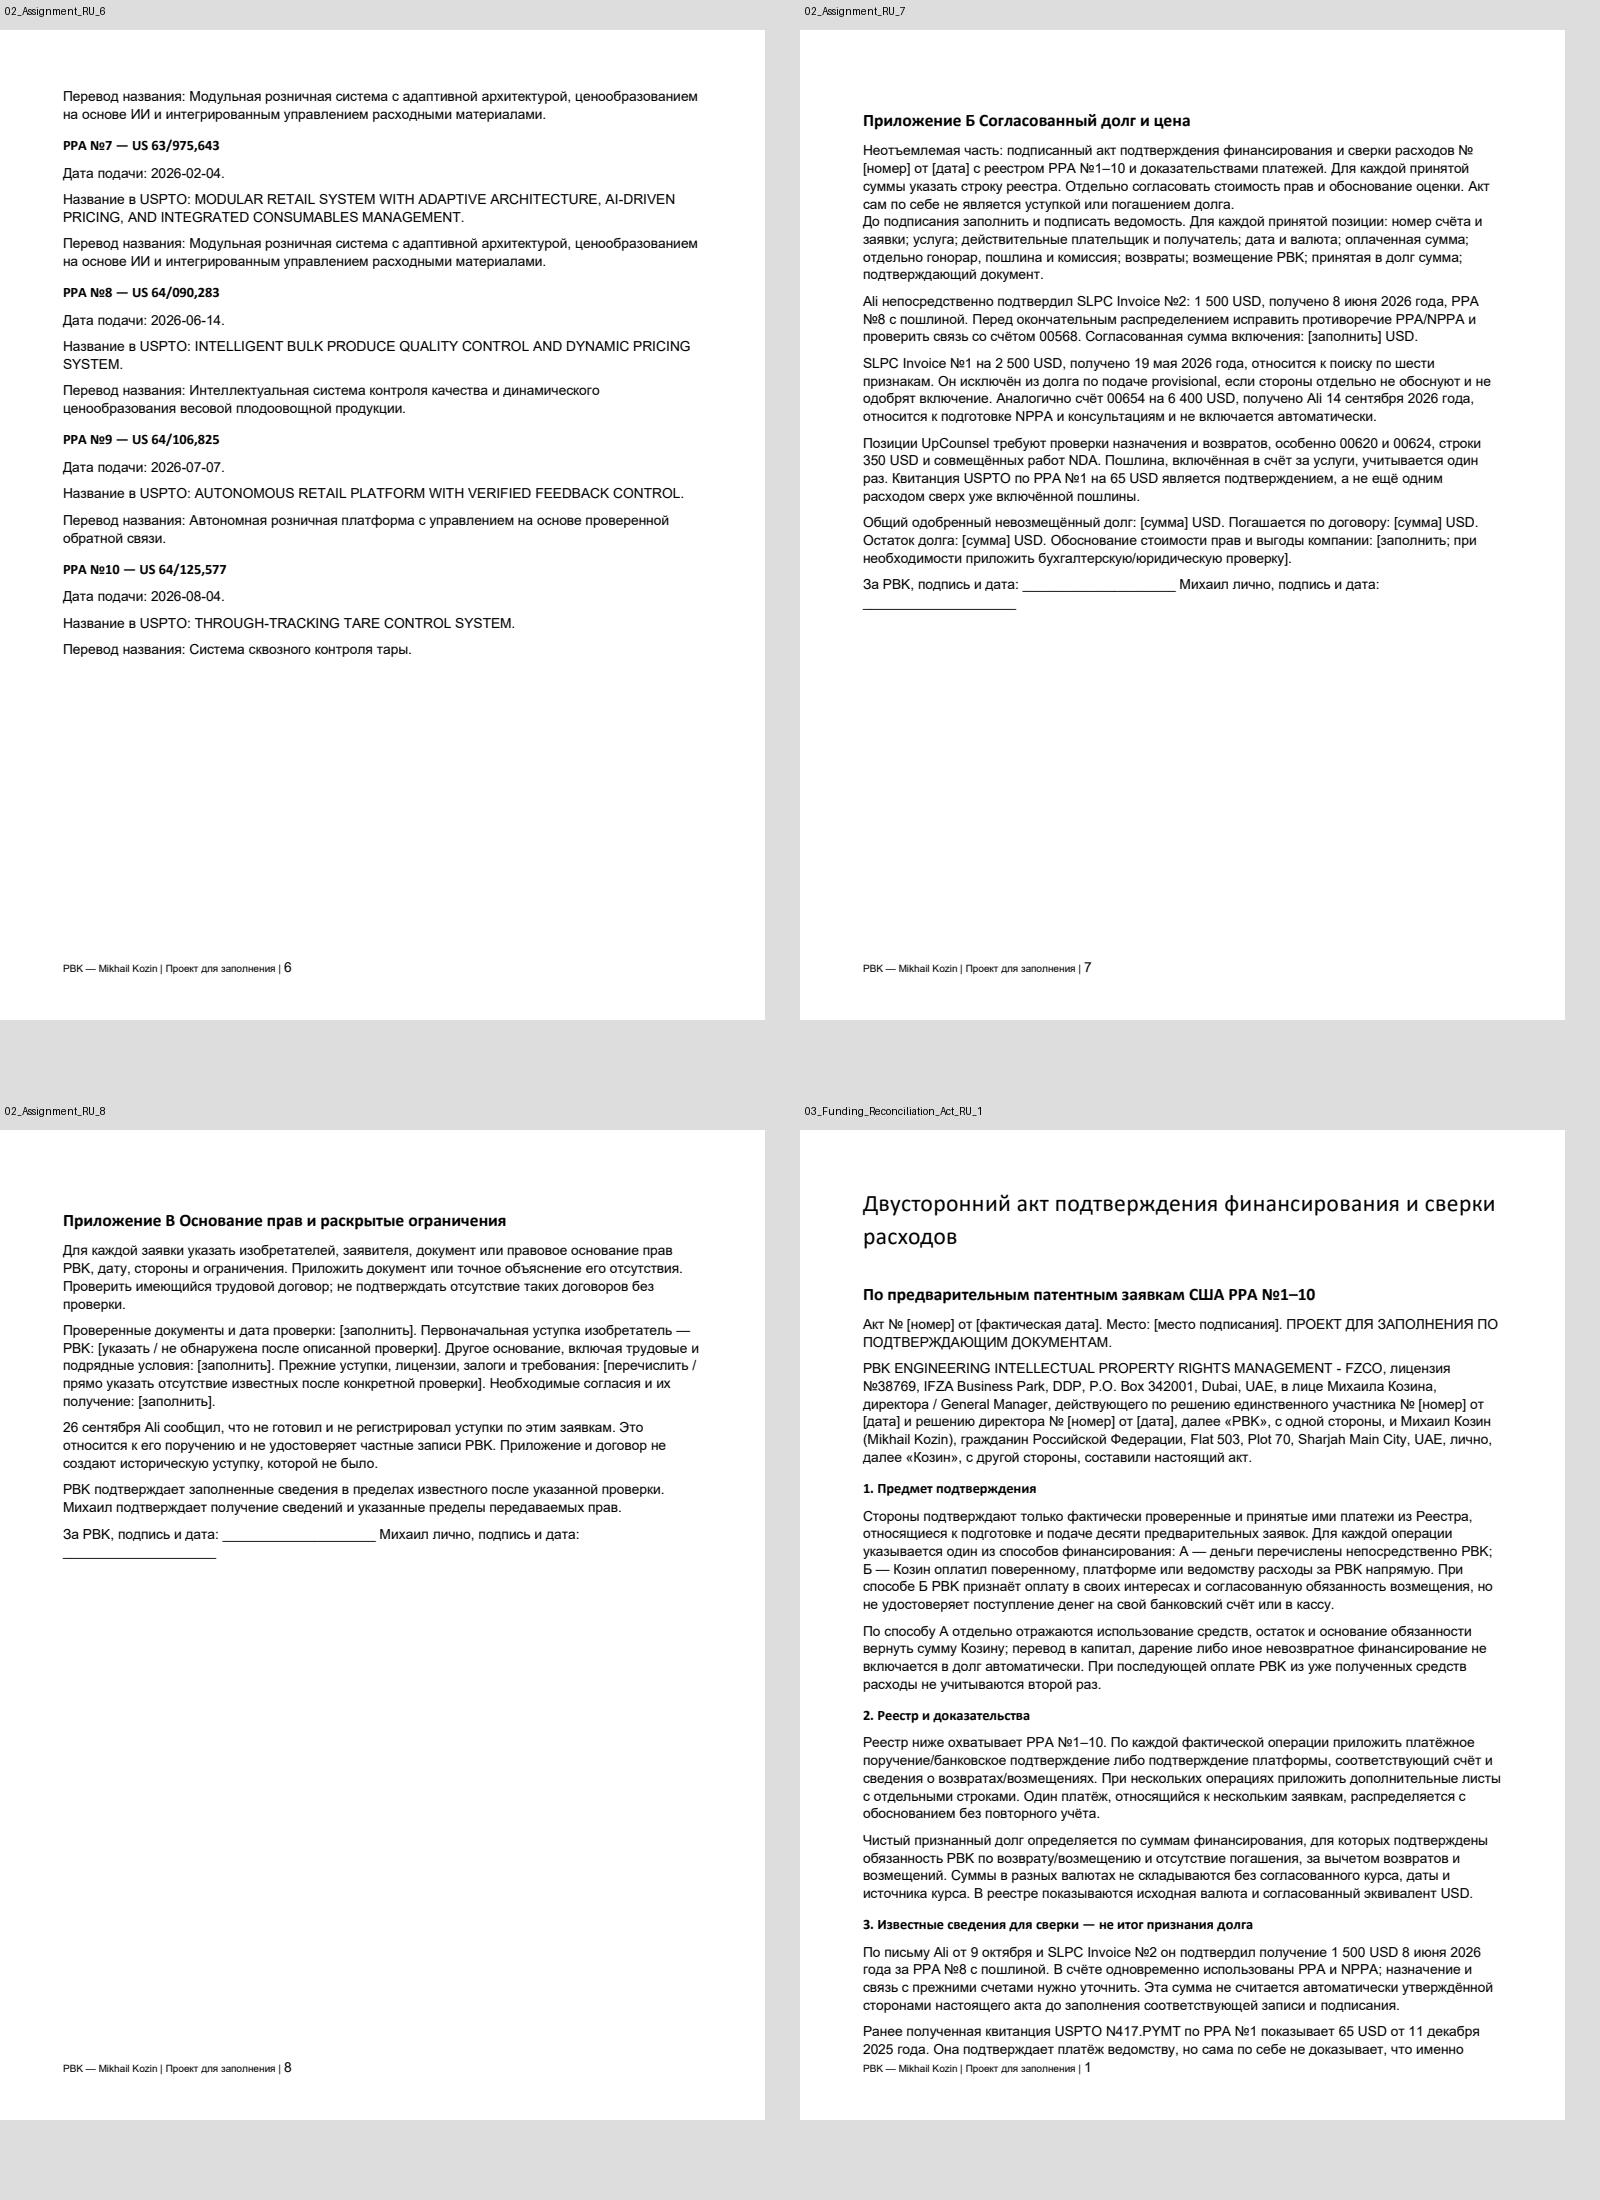 02_Assignment_RU_6
Перевод названия: Модульная розничная система с адаптивной архитектурой, ценообразованием
на основе ИИ и интегрированным управлением расходными материалами.
PPA №7 — US 63/975,643
Дата подачи: 2026-02-04.
Название в USPTO: MODULAR RETAIL SYSTEM WITH ADAPTIVE ARCHITECTURE, AI-DRIVEN
PRICING, AND INTEGRATED CONSUMABLES MANAGEMENT.
Перевод названия: Модульная розничная система с адаптивной архитектурой, ценообразованием
на основе ИИ и интегрированным управлением расходными материалами.
PPA №8 — US 64/090,283
Дата подачи: 2026-06-14.
Название в USPTO: INTELLIGENT BULK PRODUCE QUALITY CONTROL AND DYNAMIC PRICING
SYSTEM.
Перевод названия: Интеллектуальная система контроля качества и динамического
ценообразования весовой плодоовощной продукции.
PPA №9 — US 64/106,825
Дата подачи: 2026-07-07.
Название в USPTO: AUTONOMOUS RETAIL PLATFORM WITH VERIFIED FEEDBACK CONTROL.
Перевод названия: Автономная розничная платформа с управлением на основе проверенной
обратной связи.
PPA №10 — US 64/125,577
Дата подачи: 2026-08-04.
Название в USPTO: THROUGH-TRACKING TARE CONTROL SYSTEM.
Перевод названия: Система сквозного контроля тары.
PBK — Mikhail Kozin | Проект для заполнения | 6
02_Assignment_RU_7
Приложение Б Согласованный долг и цена
Неотъемлемая часть: подписанный акт подтверждения финансирования и сверки расходов №
[номер] от [дата] с реестром PPA №1–10 и доказательствами платежей. Для каждой принятой
суммы указать строку реестра. Отдельно согласовать стоимость прав и обоснование оценки. Акт
сам по себе не является уступкой или погашением долга.
До подписания заполнить и подписать ведомость. Для каждой принятой позиции: номер счёта и
заявки; услуга; действительные плательщик и получатель; дата и валюта; оплаченная сумма;
отдельно гонорар, пошлина и комиссия; возвраты; возмещение PBK; принятая в долг сумма;
подтверждающий документ.
Ali непосредственно подтвердил SLPC Invoice №2: 1 500 USD, получено 8 июня 2026 года, PPA
№8 с пошлиной. Перед окончательным распределением исправить противоречие PPA/NPPA и
проверить связь со счётом 00568. Согласованная сумма включения: [заполнить] USD.
SLPC Invoice №1 на 2 500 USD, получено 19 мая 2026 года, относится к поиску по шести
признакам. Он исключён из долга по подаче provisional, если стороны отдельно не обоснуют и не
одобрят включение. Аналогично счёт 00654 на 6 400 USD, получено Ali 14 сентября 2026 года,
относится к подготовке NPPA и консультациям и не включается автоматически.
Позиции UpCounsel требуют проверки назначения и возвратов, особенно 00620 и 00624, строки
350 USD и совмещённых работ NDA. Пошлина, включённая в счёт за услуги, учитывается один
раз. Квитанция USPTO по PPA №1 на 65 USD является подтверждением, а не ещё одним
расходом сверх уже включённой пошлины.
Общий одобренный невозмещённый долг: [сумма] USD. Погашается по договору: [сумма] USD.
Остаток долга: [сумма] USD. Обоснование стоимости прав и выгоды компании: [заполнить; при
необходимости приложить бухгалтерскую/юридическую проверку].
За PBK, подпись и дата: ____________________ Михаил лично, подпись и дата:
____________________
PBK — Mikhail Kozin | Проект для заполнения | 7
02_Assignment_RU_8
Приложение В Основание прав и раскрытые ограничения
Для каждой заявки указать изобретателей, заявителя, документ или правовое основание прав
PBK, дату, стороны и ограничения. Приложить документ или точное объяснение его отсутствия.
Проверить имеющийся трудовой договор; не подтверждать отсутствие таких договоров без
проверки.
Проверенные документы и дата проверки: [заполнить]. Первоначальная уступка изобретатель —
PBK: [указать / не обнаружена после описанной проверки]. Другое основание, включая трудовые и
подрядные условия: [заполнить]. Прежние уступки, лицензии, залоги и требования: [перечислить /
прямо указать отсутствие известных после конкретной проверки]. Необходимые согласия и их
получение: [заполнить].
26 сентября Ali сообщил, что не готовил и не регистрировал уступки по этим заявкам. Это
относится к его поручению и не удостоверяет частные записи PBK. Приложение и договор не
создают историческую уступку, которой не было.
PBK подтверждает заполненные сведения в пределах известного после указанной проверки.
Михаил подтверждает получение сведений и указанные пределы передаваемых прав.
За PBK, подпись и дата: ____________________ Михаил лично, подпись и дата:
____________________
PBK — Mikhail Kozin | Проект для заполнения | 8
03_Funding_Reconciliation_Act_RU_1
Двусторонний акт подтверждения финансирования и сверки
расходов
По предварительным патентным заявкам США PPA №1–10
Акт № [номер] от [фактическая дата]. Место: [место подписания]. ПРОЕКТ ДЛЯ ЗАПОЛНЕНИЯ ПО
ПОДТВЕРЖДАЮЩИМ ДОКУМЕНТАМ.
PBK ENGINEERING INTELLECTUAL PROPERTY RIGHTS MANAGEMENT - FZCO, лицензия
№38769, IFZA Business Park, DDP, P.O. Box 342001, Dubai, UAE, в лице Михаила Козина,
директора / General Manager, действующего по решению единственного участника № [номер] от
[дата] и решению директора № [номер] от [дата], далее «PBK», с одной стороны, и Михаил Козин
(Mikhail Kozin), гражданин Российской Федерации, Flat 503, Plot 70, Sharjah Main City, UAE, лично,
далее «Козин», с другой стороны, составили настоящий акт.
1. Предмет подтверждения
Стороны подтверждают только фактически проверенные и принятые ими платежи из Реестра,
относящиеся к подготовке и подаче десяти предварительных заявок. Для каждой операции
указывается один из способов финансирования: А — деньги перечислены непосредственно PBK;
Б — Козин оплатил поверенному, платформе или ведомству расходы за PBK напрямую. При
способе Б PBK признаёт оплату в своих интересах и согласованную обязанность возмещения, но
не удостоверяет поступление денег на свой банковский счёт или в кассу.
По способу А отдельно отражаются использование средств, остаток и основание обязанности
вернуть сумму Козину; перевод в капитал, дарение либо иное невозвратное финансирование не
включается в долг автоматически. При последующей оплате PBK из уже полученных средств
расходы не учитываются второй раз.
2. Реестр и доказательства
Реестр ниже охватывает PPA №1–10. По каждой фактической операции приложить платёжное
поручение/банковское подтверждение либо подтверждение платформы, соответствующий счёт и
сведения о возвратах/возмещениях. При нескольких операциях приложить дополнительные листы
с отдельными строками. Один платёж, относящийся к нескольким заявкам, распределяется с
обоснованием без повторного учёта.
Чистый признанный долг определяется по суммам финансирования, для которых подтверждены
обязанность PBK по возврату/возмещению и отсутствие погашения, за вычетом возвратов и
возмещений. Суммы в разных валютах не складываются без согласованного курса, даты и
источника курса. В реестре показываются исходная валюта и согласованный эквивалент USD.
3. Известные сведения для сверки — не итог признания долга
По письму Ali от 9 октября и SLPC Invoice №2 он подтвердил получение 1 500 USD 8 июня 2026
года за PPA №8 с пошлиной. В счёте одновременно использованы PPA и NPPA; назначение и
связь с прежними счетами нужно уточнить. Эта сумма не считается автоматически утверждённой
сторонами настоящего акта до заполнения соответствующей записи и подписания.
Ранее полученная квитанция USPTO N417.PYMT по PPA №1 показывает 65 USD от 11 декабря
2025 года. Она подтверждает платёж ведомству, но сама по себе не доказывает, что именно
PBK — Mikhail Kozin | Проект для заполнения | 1